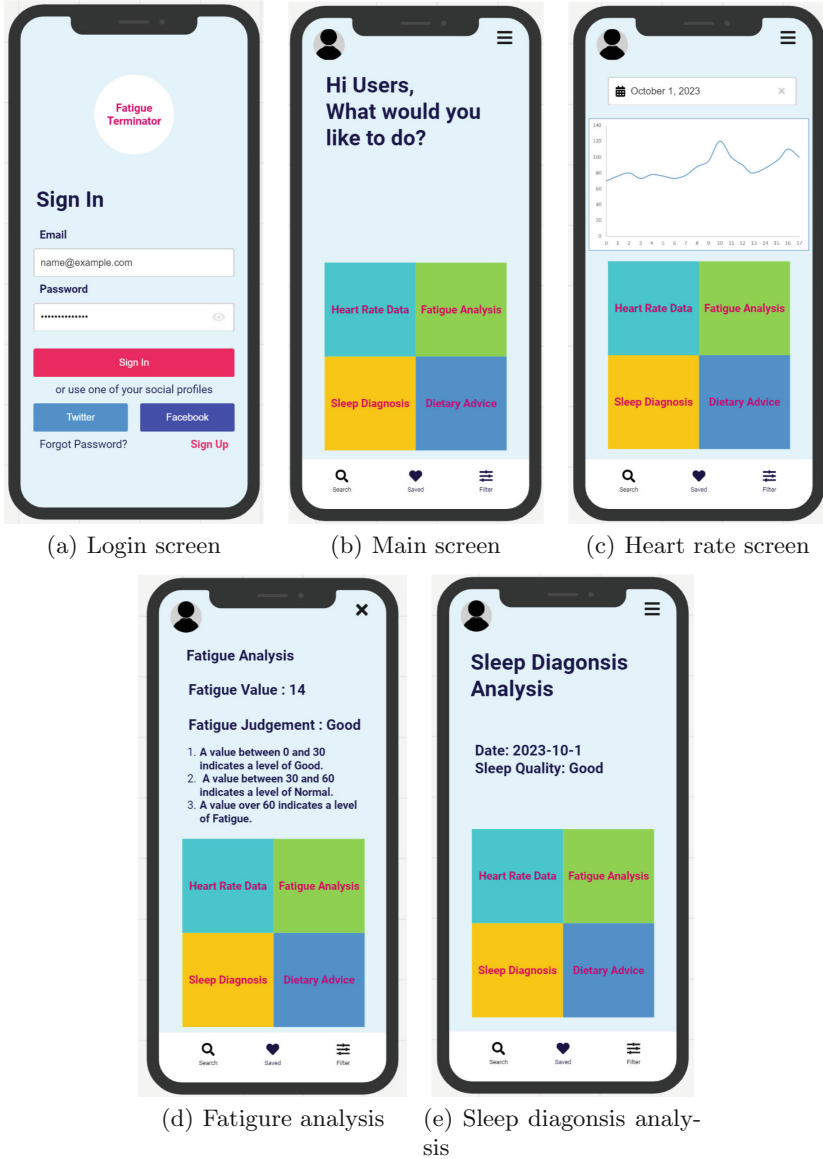 Fatigue
Terminator
Sign In
Email
name@example.com
Password
••••••••••••••
Sign In
or use one of your social profiles
Twitter Facebook
Forgot Password? Sign Up
(a) Login screen
Hi Users,
What would you
like to do?
Heart Rate Data Fatigue Analysis
Sleep Diagnosis Dietary Advice
Search Saved Filter
(b) Main screen
October 1, 2023 ×
140
120
100
80
60
40
20
0
0 1 2 3 4 5 6 7 8 9 10 11 12 13 14 15 16 17
Heart Rate Data Fatigue Analysis
Sleep Diagnosis Dietary Advice
Search Saved Filter
(c) Heart rate screen
Fatigue Analysis
Fatigue Value : 14
Fatigue Judgement : Good
1. A value between 0 and 30
indicates a level of Good.
2. A value between 30 and 60
indicates a level of Normal.
3. A value over 60 indicates a level
of Fatigue.
Heart Rate Data Fatigue Analysis
Sleep Diagnosis Dietary Advice
Search Saved Filter
(d) Fatigure analysis
Sleep Diagonsis
Analysis
Date: 2023-10-1
Sleep Quality: Good
Heart Rate Data Fatigue Analysis
Sleep Diagnosis Dietary Advice
Search Saved Filter
(e) Sleep diagonsis analy-
sis